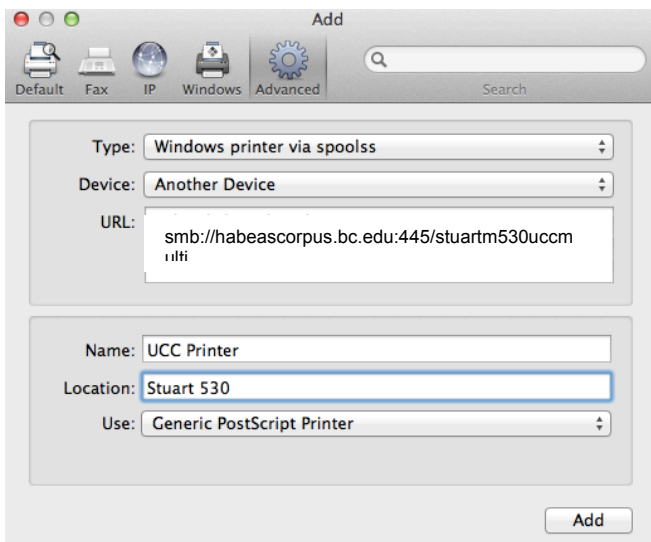 Add
Default Fax IP Windows Advanced Search
Type: Windows printer via spoolss
Device: Another Device
URL: smb://habeascorpus.bc.edu:445/stuartm530uccm
ulti
Name: UCC Printer
Location: Stuart 530
Use: Generic PostScript Printer
Add